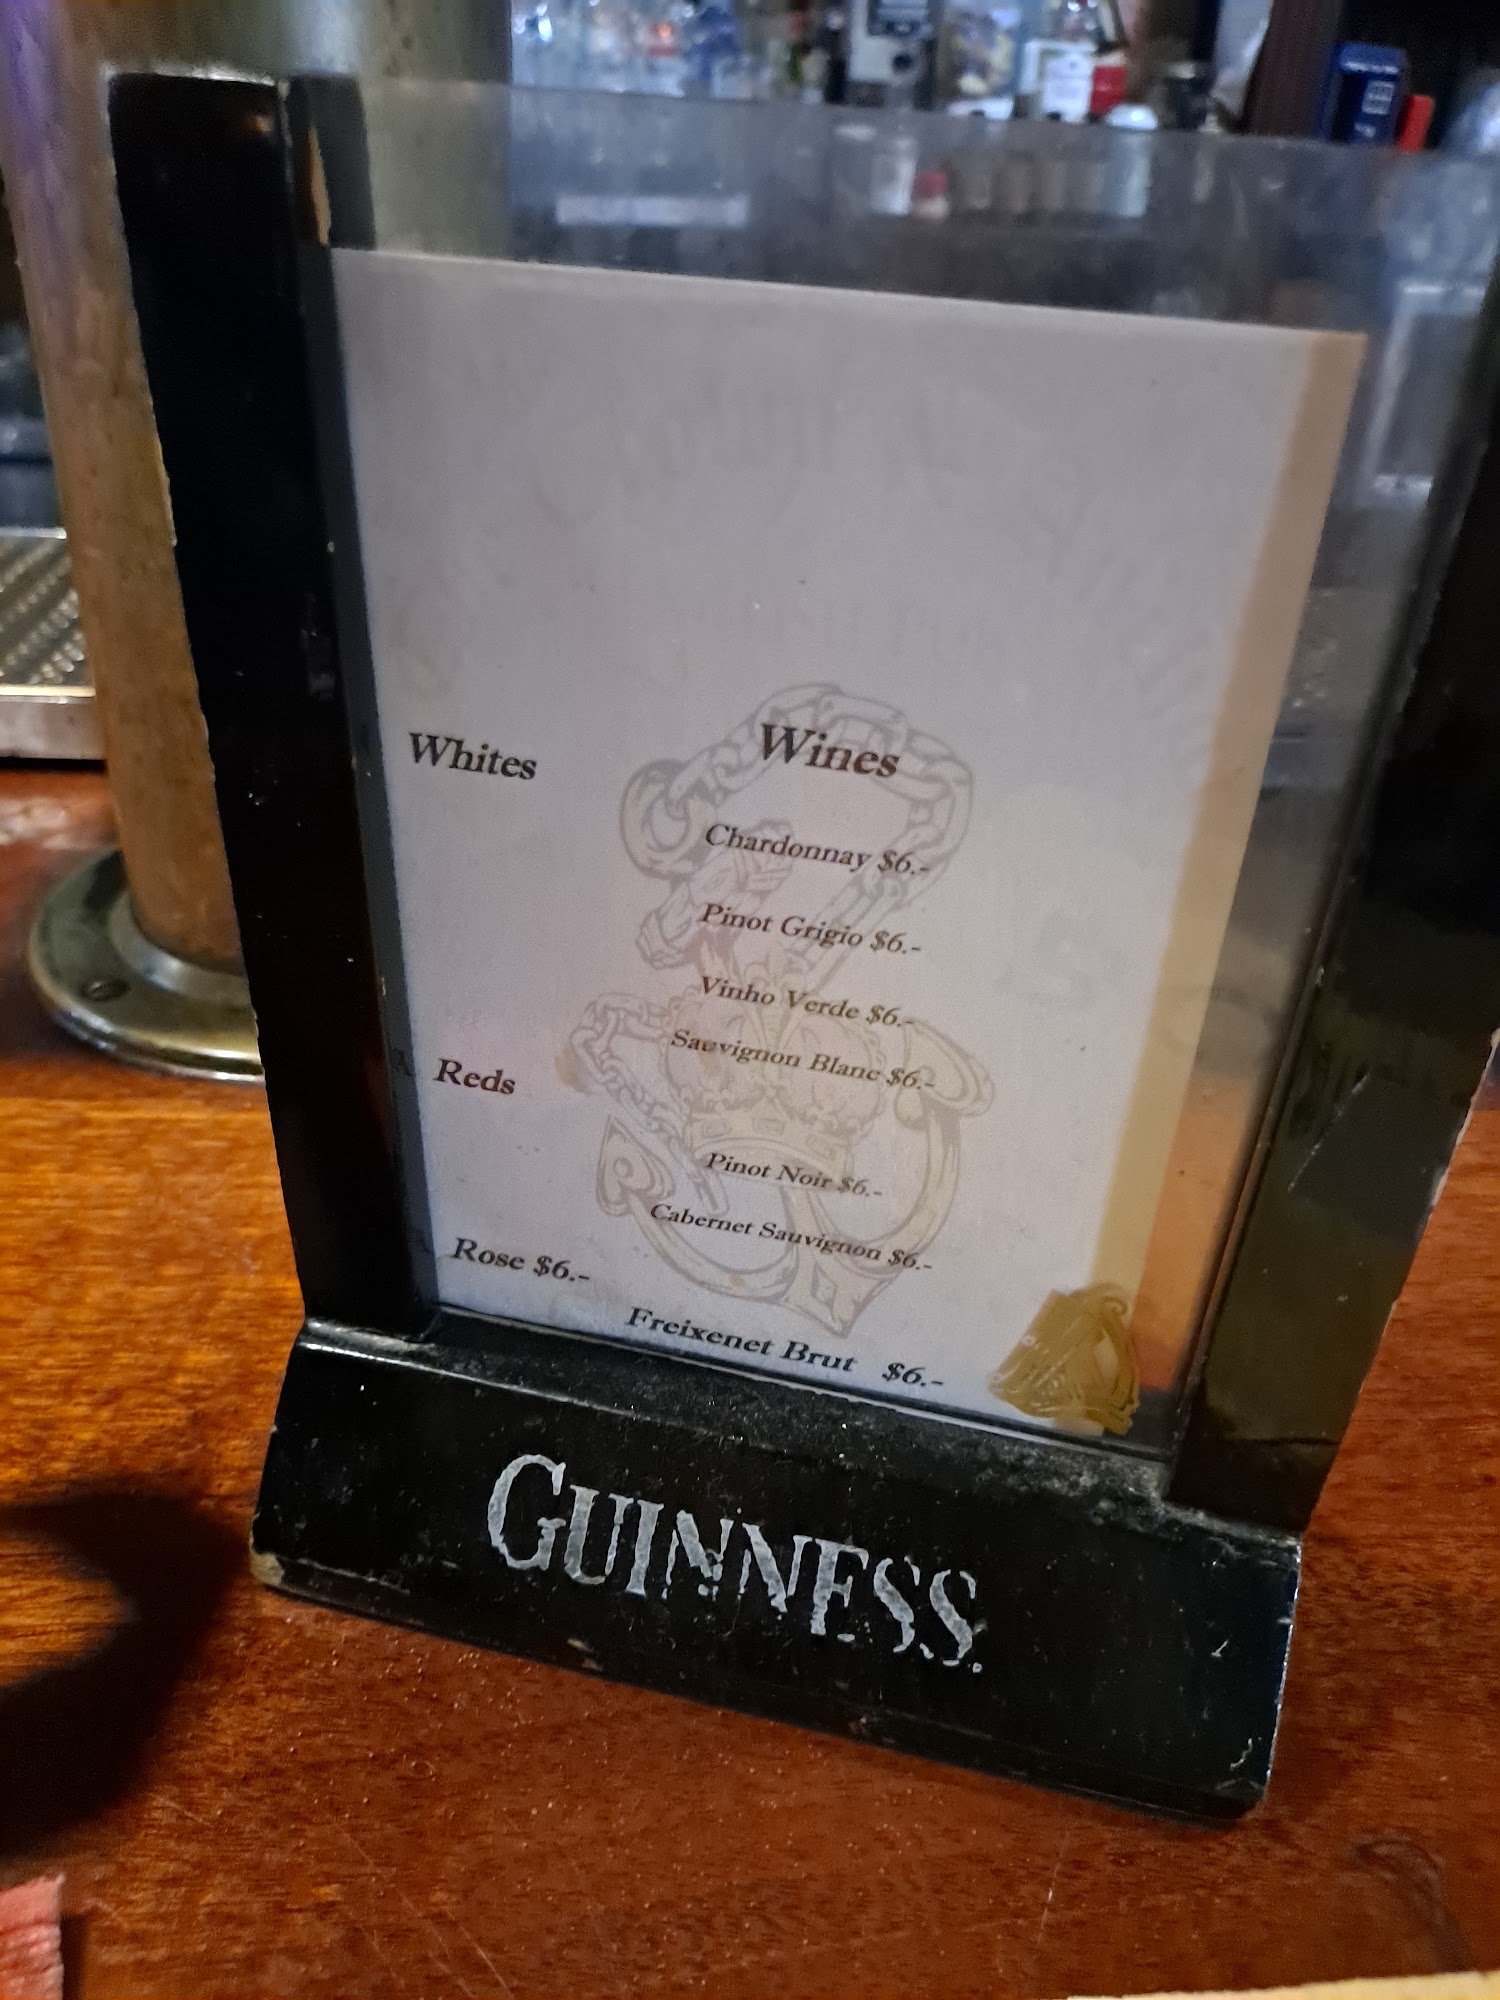 Whites
Wines
Chardonnay $6.-
Pinot Grigio $6.-
Vinho Verde $6.-
Sauvignon Blanc $6.-
Reds
Pinot Noir $6.-
Cabernet Sauvignon $6.-
Rose $6.-
Freixenet Brut $6.-
GUINNESS